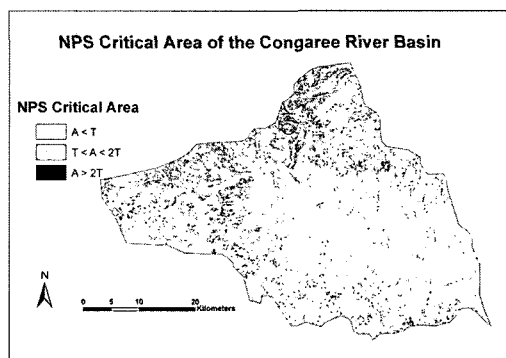 NPS Critical Area of the Congaree River Basin
NPS Critical Area
A < T
T < A < 2T
A > 2T
N
0 5 10 20
Kilometers